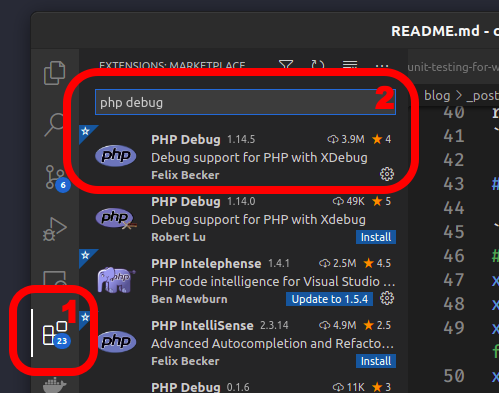 README.md - c
EXTENSIONS: MARKETPLACE
unit-testing-for-w
php debug
2
blog > _post
PHP Debug 1.14.5 3.9M ★ 4
Debug support for PHP with XDebug
Felix Becker
php
PHP Debug 1.14.0 49K ★ 5
Debug support for PHP with Xdebug
Robert Lu Install
php
6
PHP Intelephense 1.4.1 2.5M ★ 4.5
PHP code intelligence for Visual Studio ...
Ben Mewburn Update to 1.5.4
php
1
23
PHP IntelliSense 2.3.14 4.9M ★ 2.5
Advanced Autocompletion and Refacto...
Felix Becker Install
php
PHP Debug 0.1.6 11K ★ 3
40 r
41 `
42
43 #
44
45 `
46 #
47 x
48 x
49 x
f
50 x